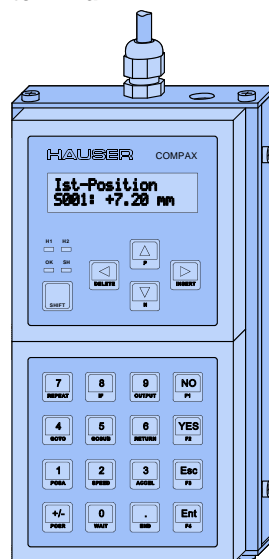 HAUSER COMPAX
Ist-Position
S001: +7.20 mm
H1 H2
P
OK SH
DELETE INSERT
SHIFT
N
7 8 9 NO
REPEAT IF OUTPUT F1
4 5 6 YES
GOTO GOSUB RETURN F2
1 2 3 Esc
POSA SPEED ACCEL F3
+/- 0 . Ent
POSR WAIT END F4